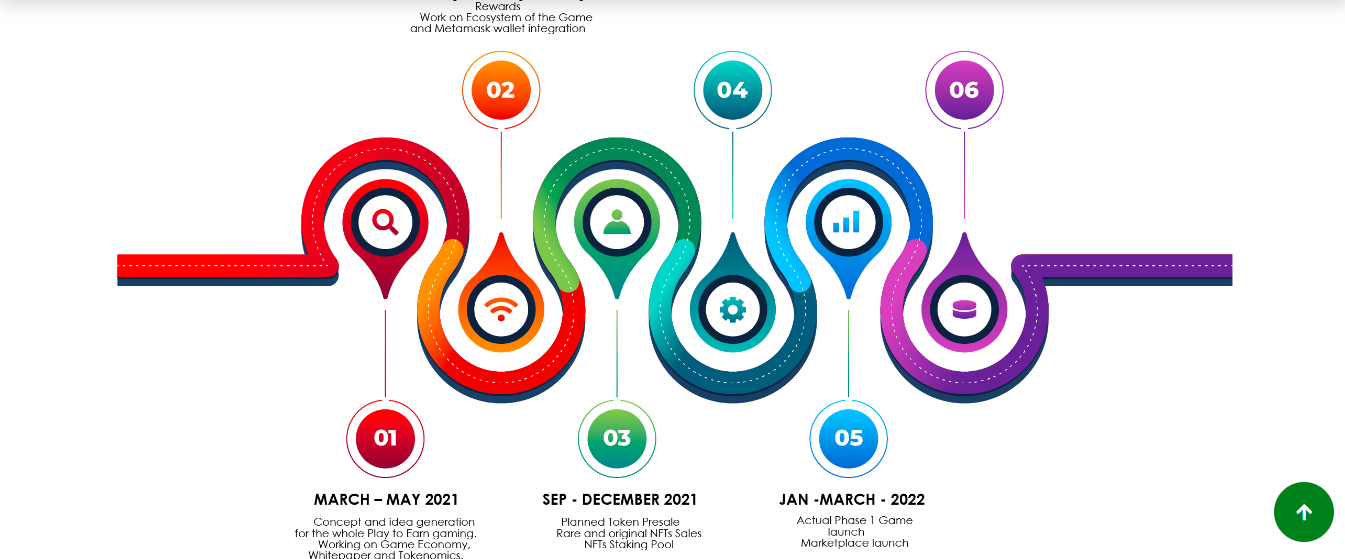 Rewards
Work on Ecosystem of the Game
and Metamask wallet integration
02
04
06
01
03
05
MARCH – MAY 2021
Concept and idea generation
for the whole Play to Earn gaming.
Working on Game Economy,
Whitepaper and Tokenomics.
SEP - DECEMBER 2021
Planned Token Presale
Rare and original NFTs Sales
NFTs Staking Pool
JAN -MARCH - 2022
Actual Phase 1 Game
launch
Marketplace launch